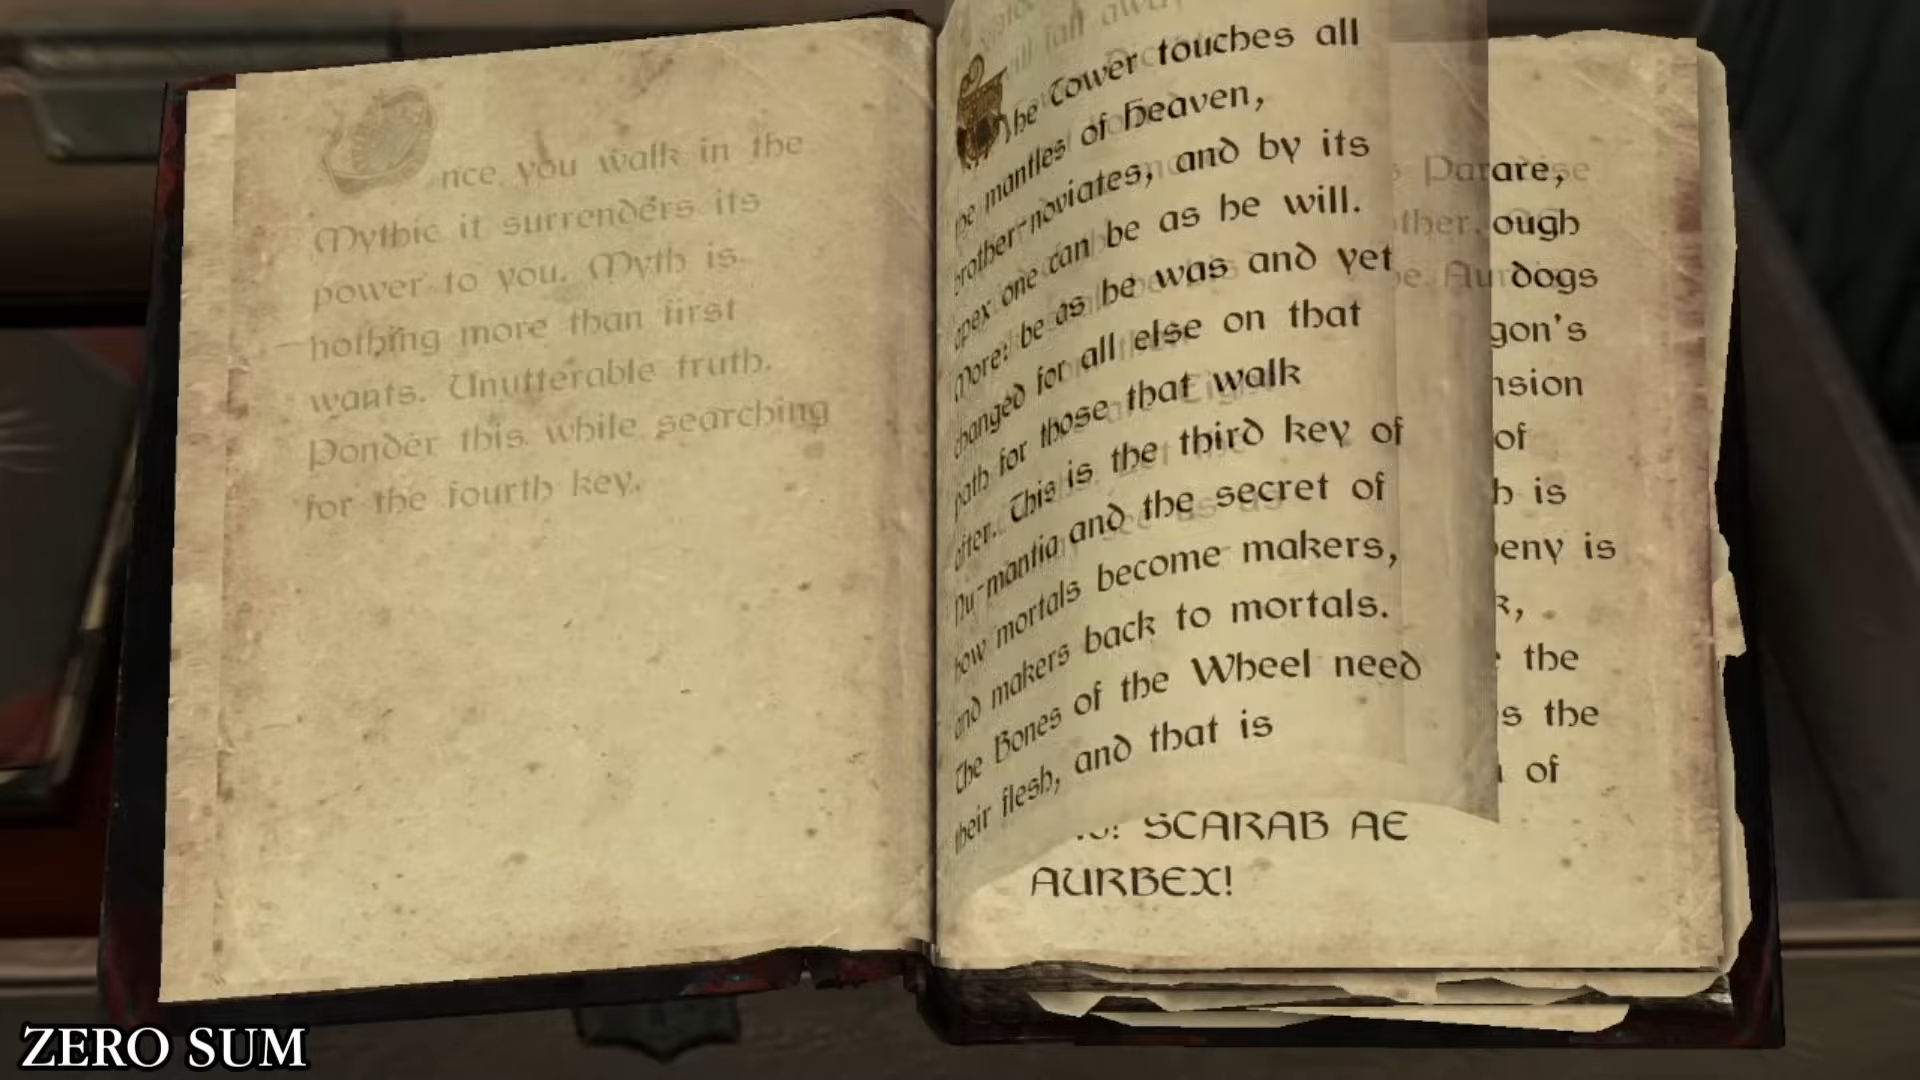 Once you walk in the
Mythic it surrenders its
power to you. Myth is
nothing more than first
wants. Unutterable truth.
Ponder this while searching
for the fourth key.
The Tower touches all
the mantles of Heaven,
brother-noviates, and by its
apex one can be as he will.
More: be as he was and yet
changed for all else on that
path for those that walk
after. This is the third key of
Nu-mantia and the secret of
how mortals become makers,
and makers back to mortals.
The Bones of the Wheel need
their flesh, and that is
are,
ough
dogs
gon's
nsion
of
h is
eny is
k,
the
s the
of
SCARAB AE
AURBEX!
ZERO SUM